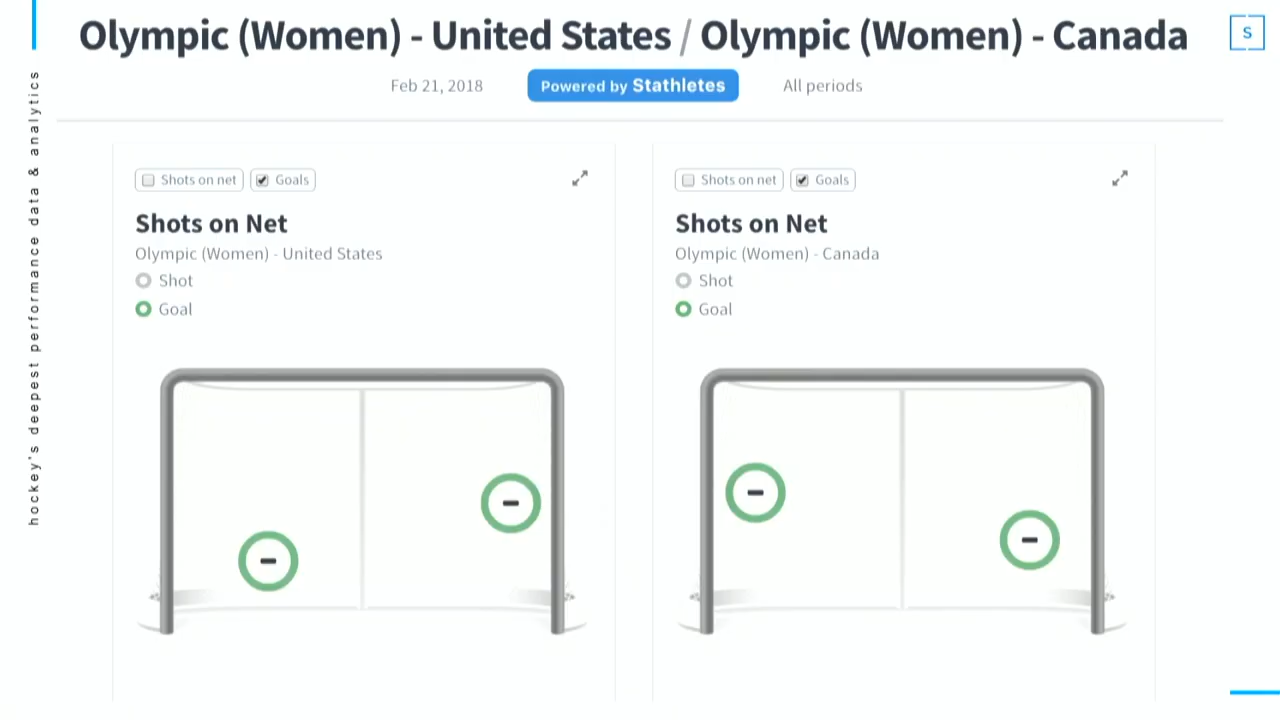 Olympic (Women) - United States / Olympic (Women) - Canada
S
Feb 21, 2018
Powered by Stathletes
All periods
hockey's deepest performance data & analytics
Shots on net
Goals
Shots on Net
Olympic (Women) - United States
Shot
Goal
Shots on net
Goals
Shots on Net
Olympic (Women) - Canada
Shot
Goal